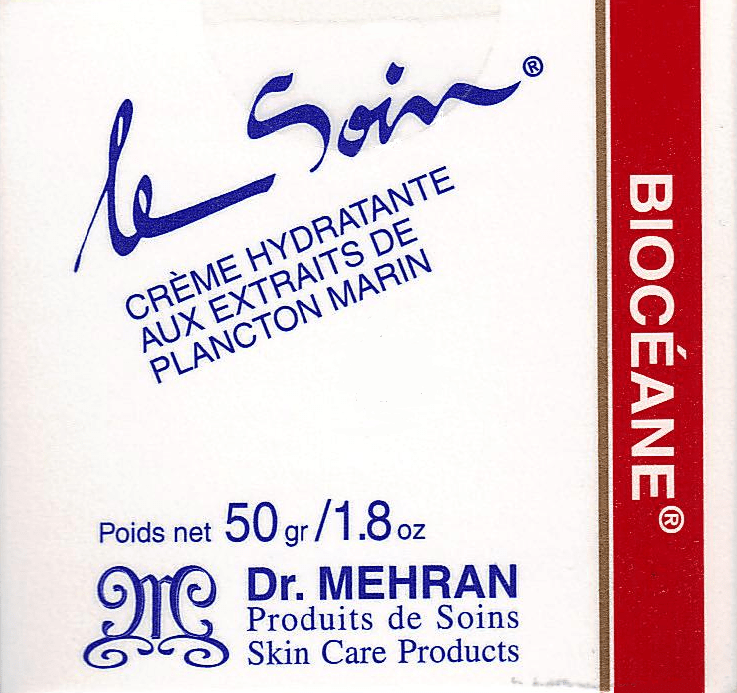 le Soin®
CRÈME HYDRATANTE
AUX EXTRAITS DE
PLANCTON MARIN
Poids net 50 gr / 1.8 oz
Dr. MEHRAN
Produits de Soins
Skin Care Products
BIOCÉANE®